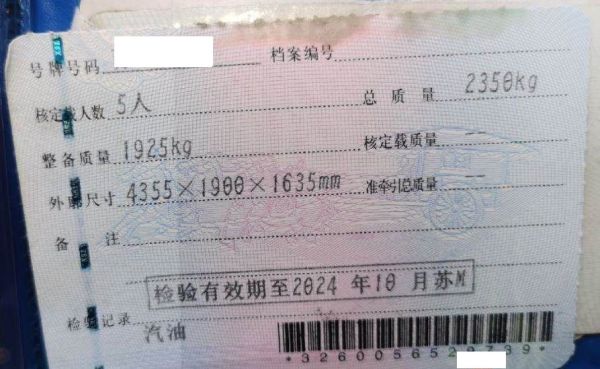 号牌号码 档案编号
核定载人数 5人 总质量 2350kg
整备质量 1925kg 核定载质量 --
外廓尺寸 4355×1900×1635mm 准牵引总质量 --
备注
检验有效期至2024年10月苏M
检验记录
汽油